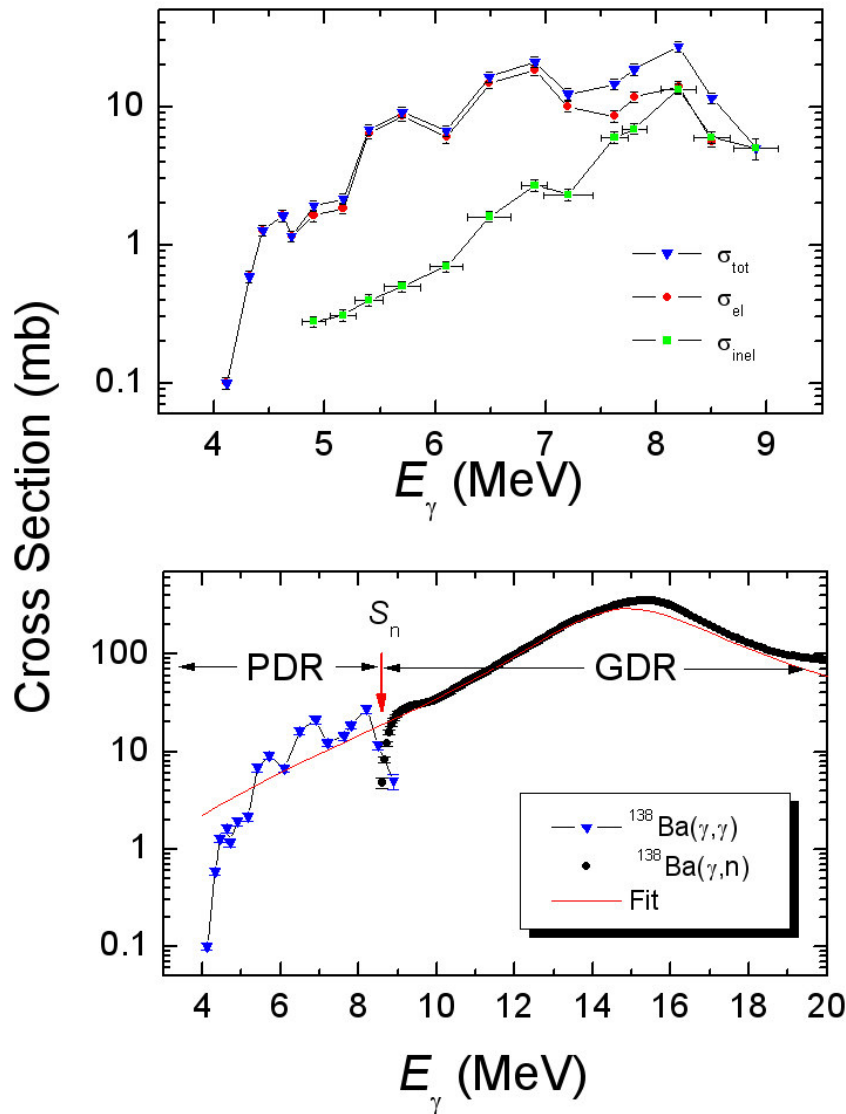 Cross Section (mb)
10
1
0.1
σtot
σel
σinel
4 5 6 7 8 9
Eγ (MeV)
Sn
100
10
1
0.1
PDR
GDR
138Ba(γ,γ)
138Ba(γ,n)
Fit
4 6 8 10 12 14 16 18 20
Eγ (MeV)